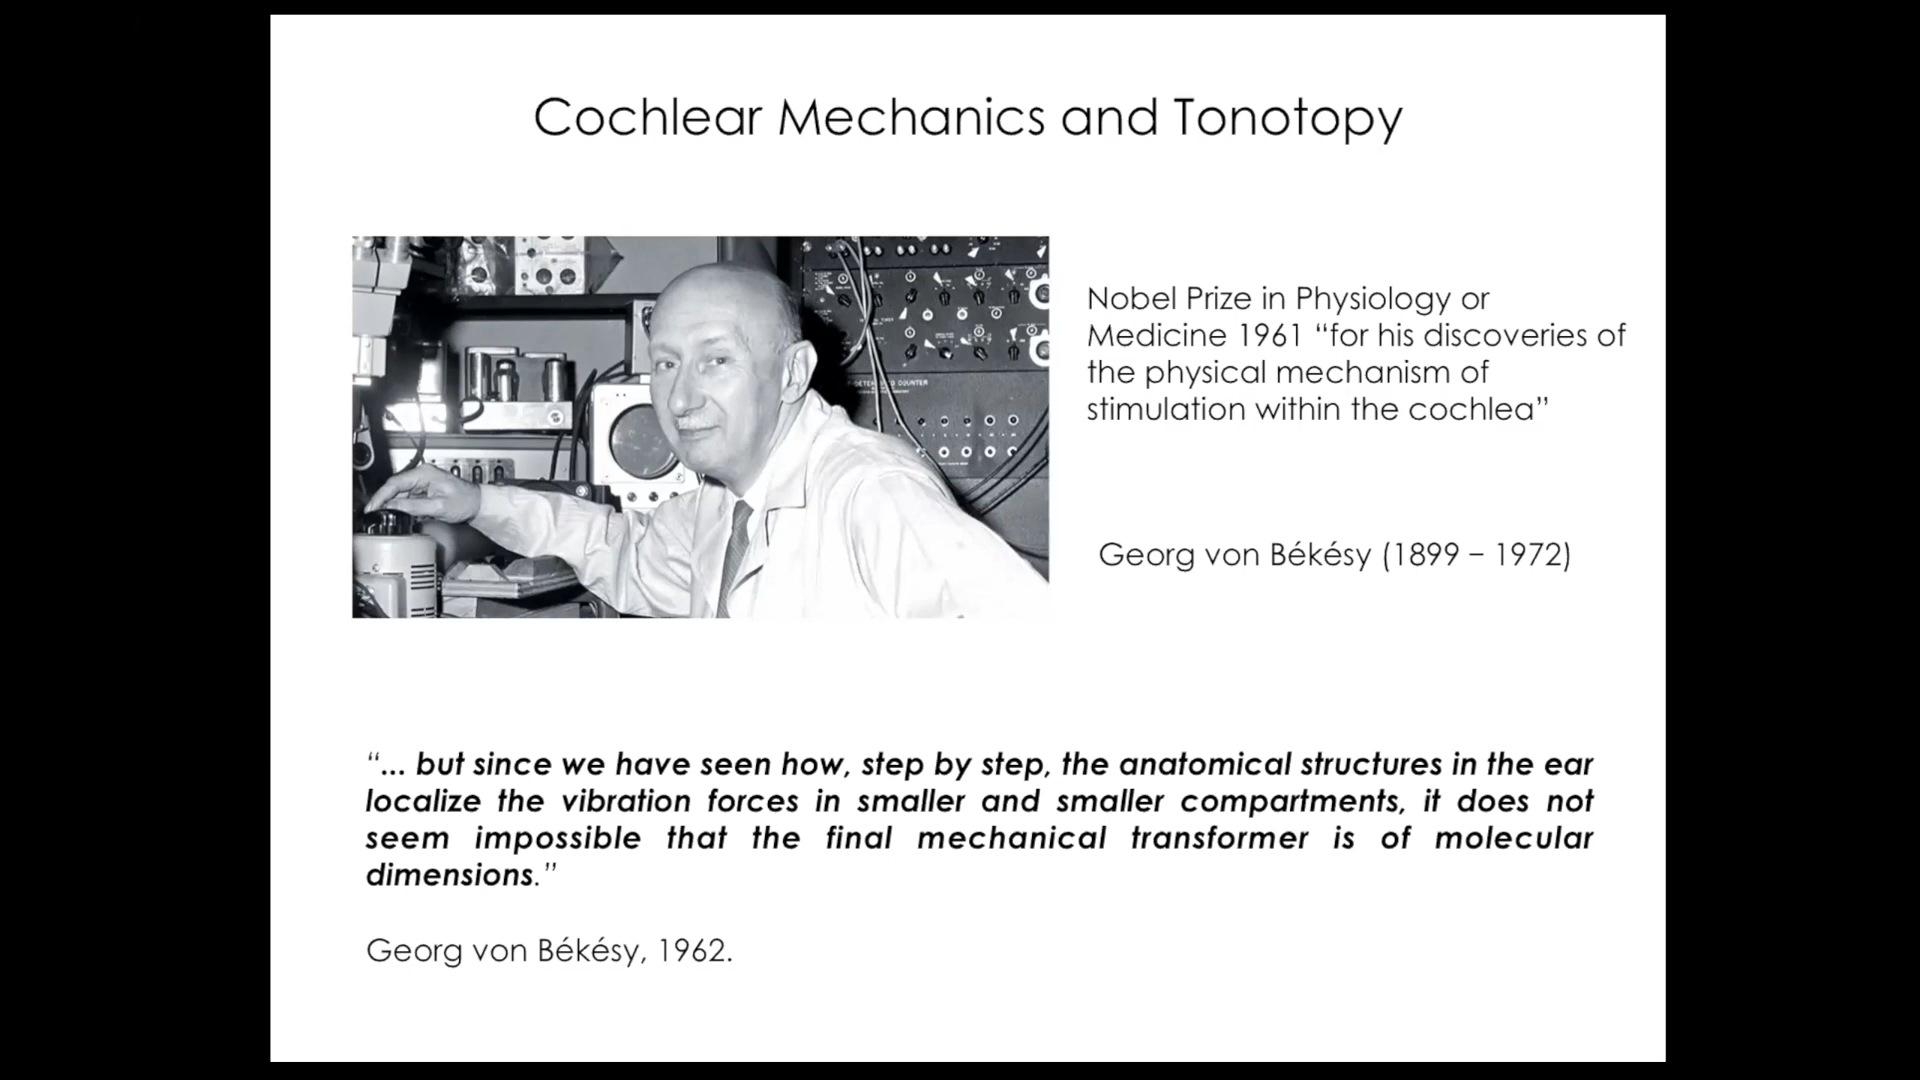 Cochlear Mechanics and Tonotopy
Nobel Prize in Physiology or
Medicine 1961 “for his discoveries of
the physical mechanism of
stimulation within the cochlea”
Georg von Békésy (1899 – 1972)
“... but since we have seen how, step by step, the anatomical structures in the ear
localize the vibration forces in smaller and smaller compartments, it does not
seem impossible that the final mechanical transformer is of molecular
dimensions.”
Georg von Békésy, 1962.